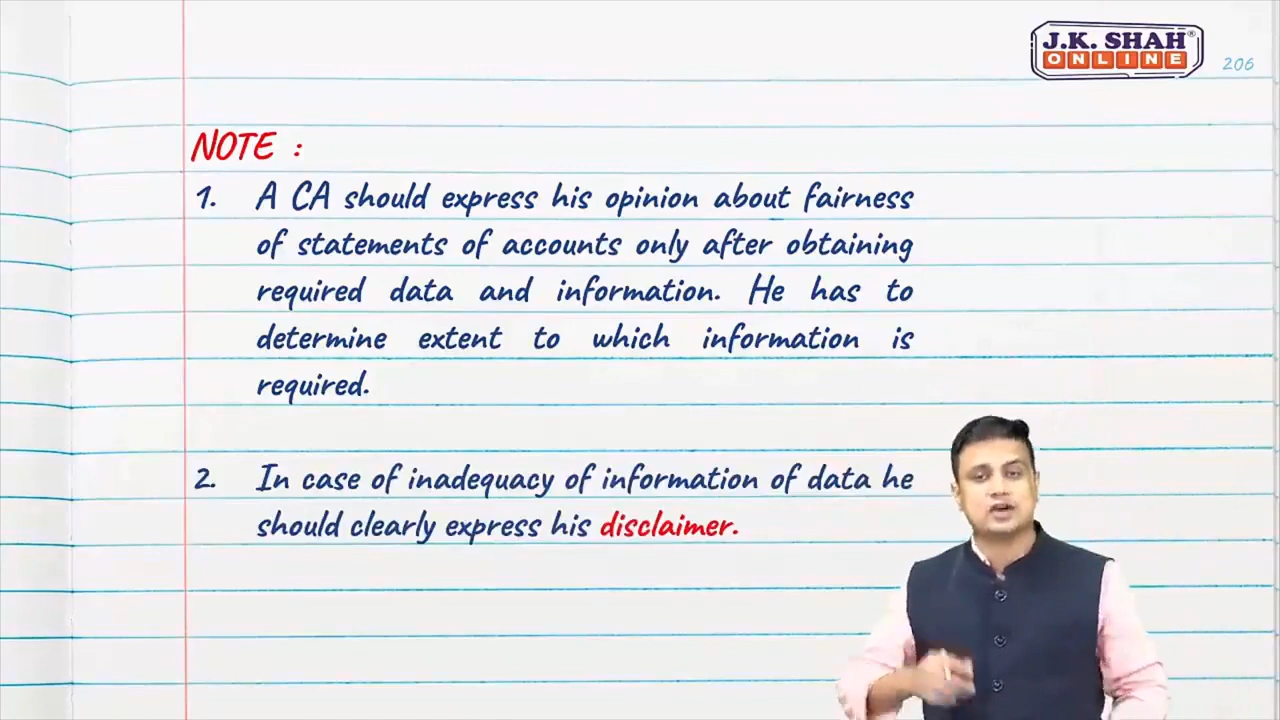 J.K. SHAH®
ONLINE
206
NOTE :
1. A CA should express his opinion about fairness
of statements of accounts only after obtaining
required data and information. He has to
determine extent to which information is
required.
2. In case of inadequacy of information of data he
should clearly express his disclaimer.